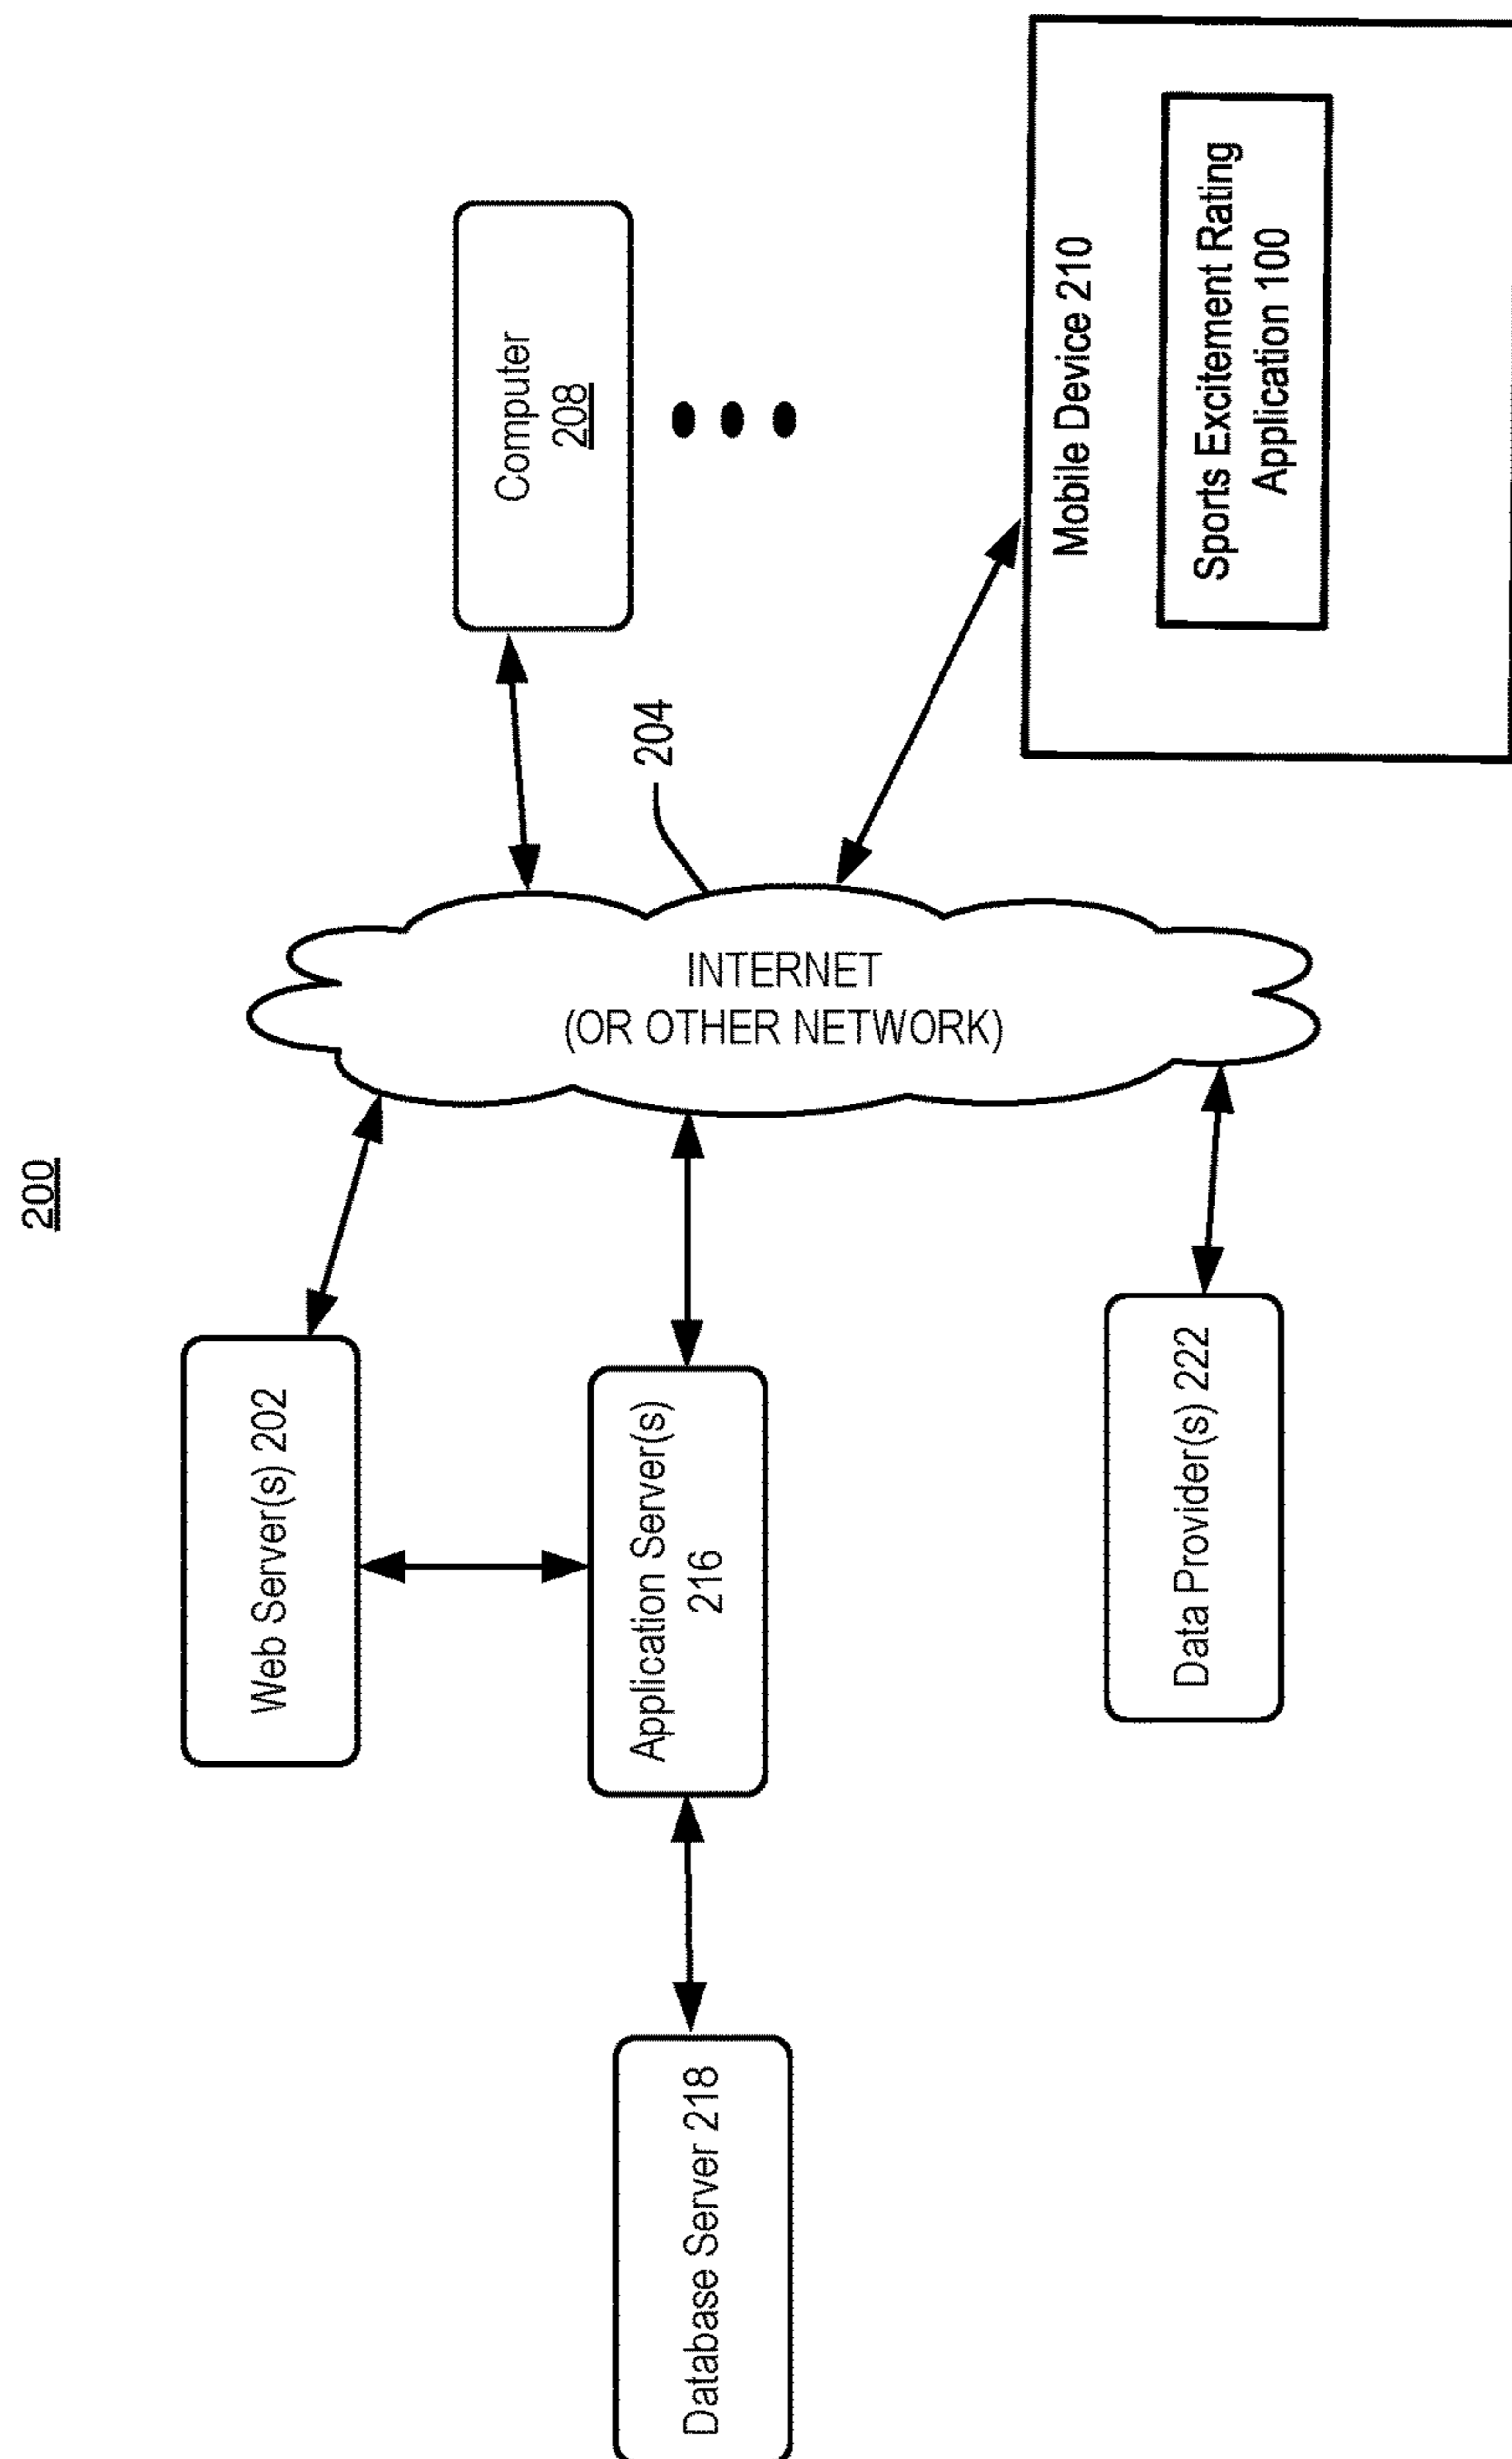 200
Web Server(s) 202
Application Server(s)
216
Database Server 218
Data Provider(s) 222
INTERNET
(OR OTHER NETWORK)
204
Computer
208
Mobile Device 210
Sports Excitement Rating
Application 100